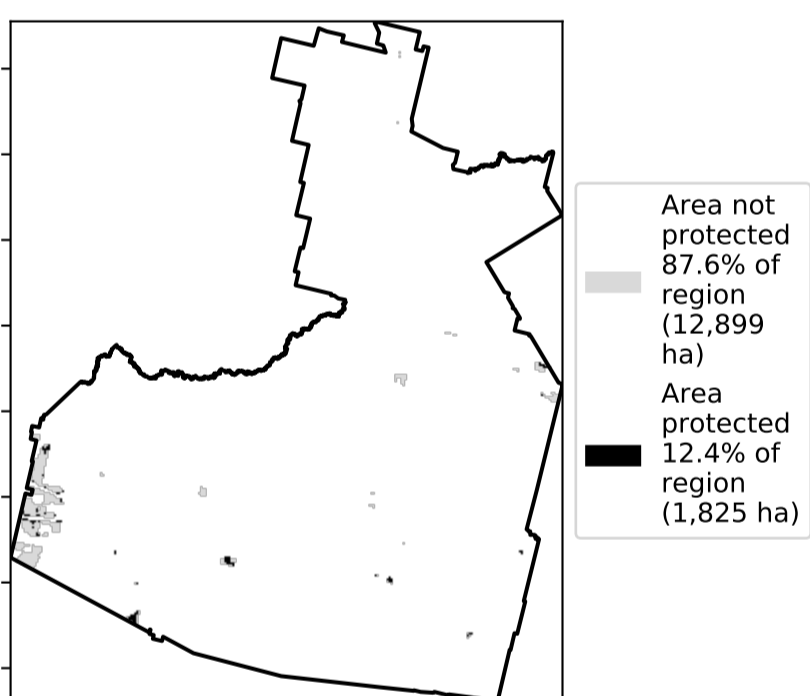 Area not
protected
87.6% of
region
(12,899
ha)
Area
protected
12.4% of
region
(1,825 ha)